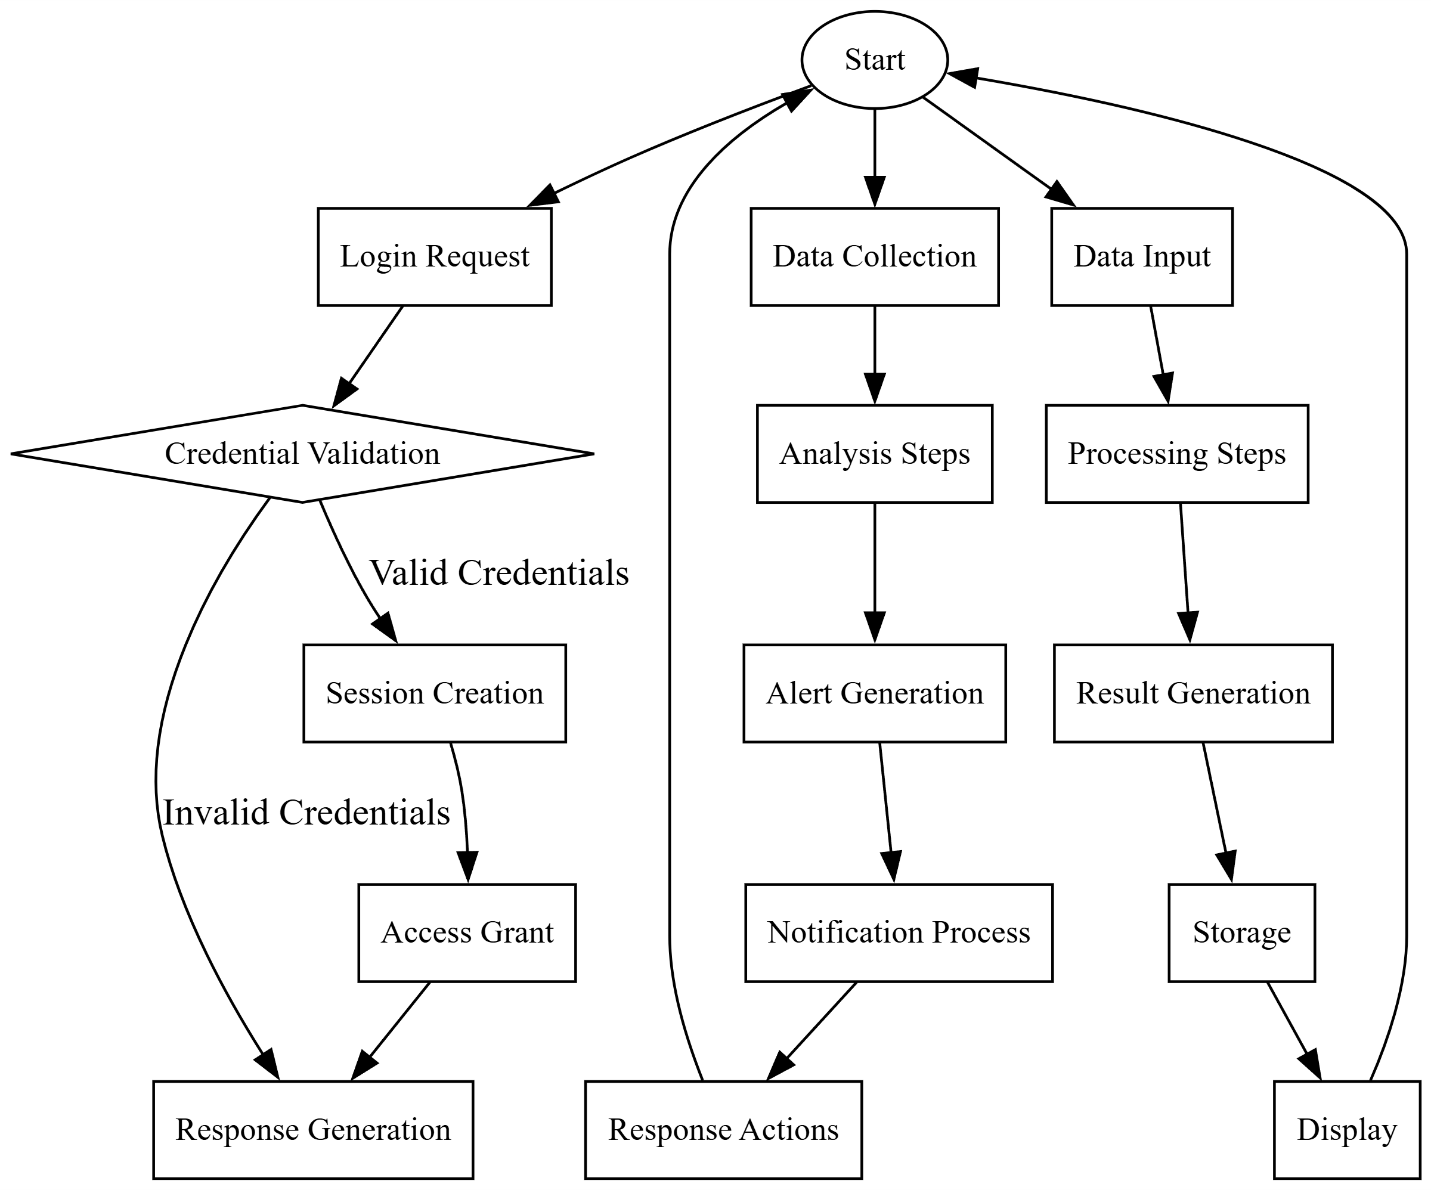 Start
Login Request
Data Collection
Data Input
Credential Validation
Analysis Steps
Processing Steps
Valid Credentials
Session Creation
Alert Generation
Result Generation
Invalid Credentials
Access Grant
Notification Process
Storage
Response Generation
Response Actions
Display